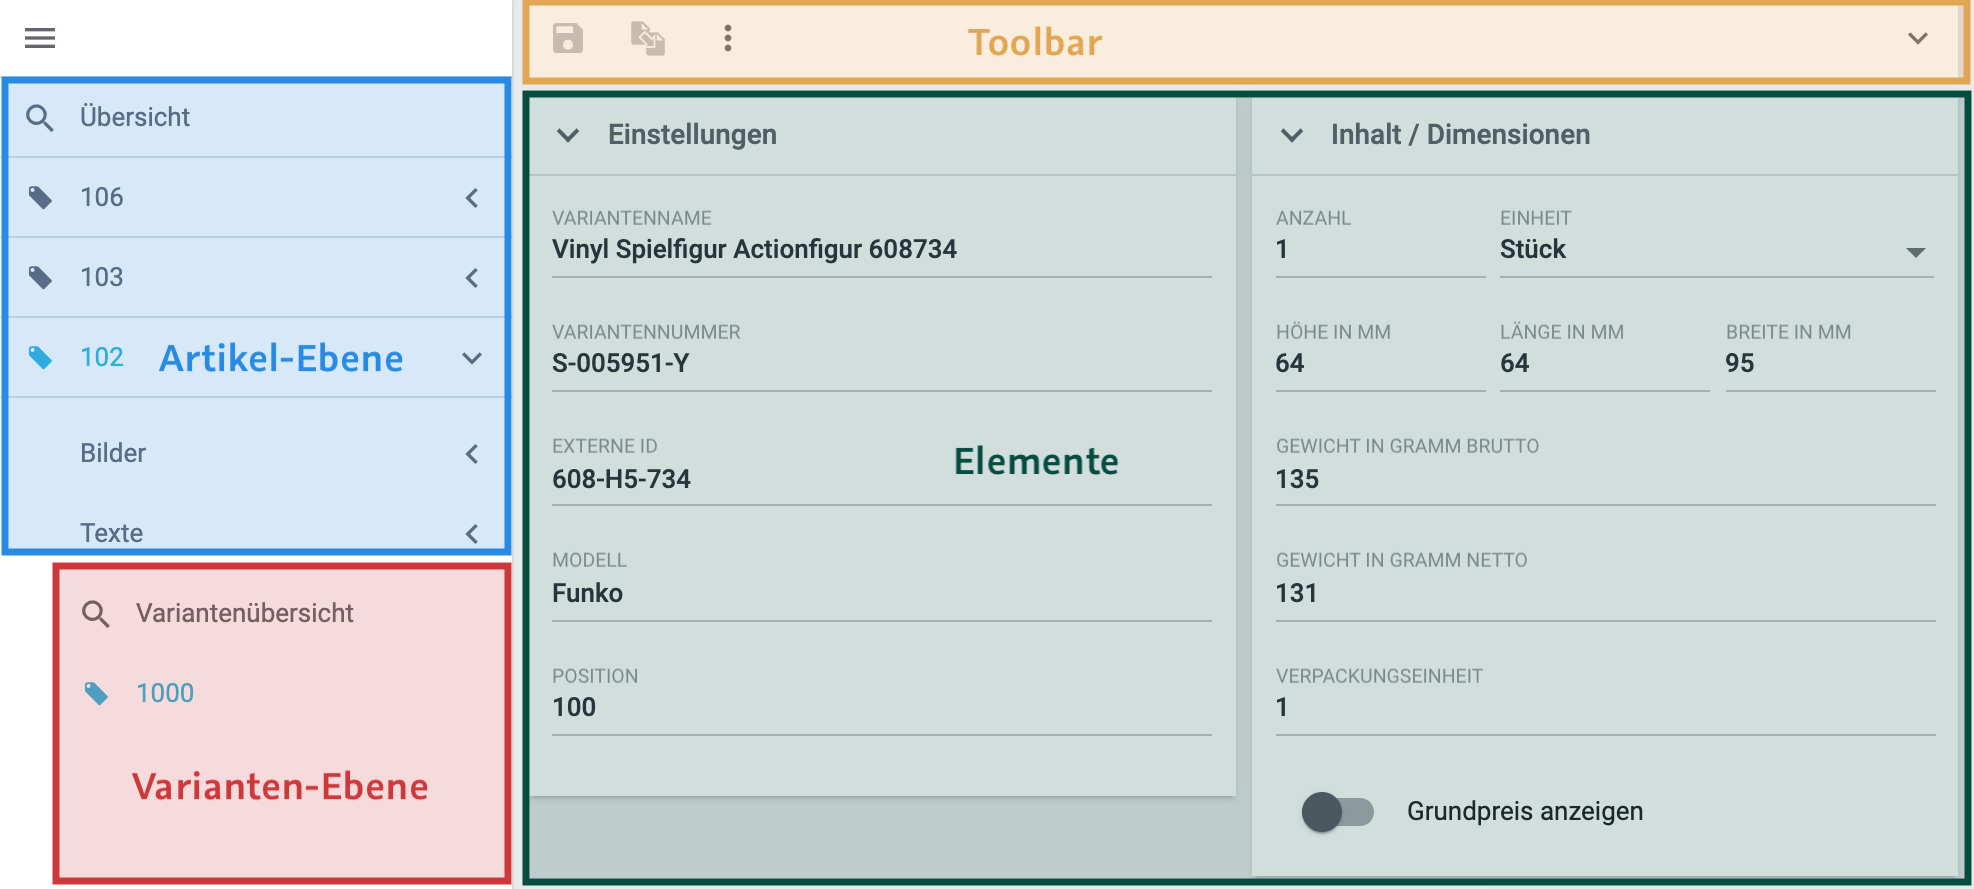 Übersicht
106
103
102 Artikel-Ebene
Bilder
Texte
Variantenübersicht
1000
Varianten-Ebene
Toolbar
Einstellungen
VARIANTENNAME
Vinyl Spielfigur Actionfigur 608734
VARIANTENNUMMER
S-005951-Y
EXTERNE ID
608-H5-734
MODELL
Funko
POSITION
100
Elemente
Inhalt / Dimensionen
ANZAHL EINHEIT
1 Stück
HÖHE IN MM LÄNGE IN MM BREITE IN MM
64 64 95
GEWICHT IN GRAMM BRUTTO
135
GEWICHT IN GRAMM NETTO
131
VERPACKUNGSEINHEIT
1
Grundpreis anzeigen